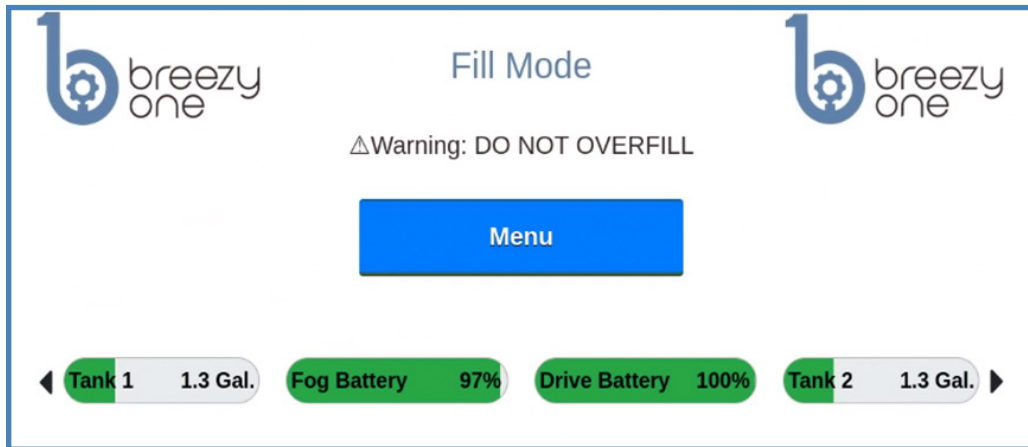 breezy
one
Fill Mode
breezy
one
⚠Warning: DO NOT OVERFILL
Menu
Tank 1 1.3 Gal.
Fog Battery 97%
Drive Battery 100%
Tank 2 1.3 Gal.